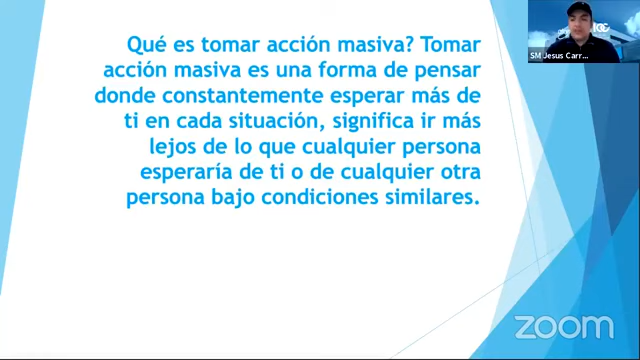 Qué es tomar acción masiva? Tomar
acción masiva es una forma de pensar
donde constantemente esperar más de
ti en cada situación, significa ir más
lejos de lo que cualquier persona
esperaría de ti o de cualquier otra
persona bajo condiciones similares.
SM Jesus Carr...
zoom